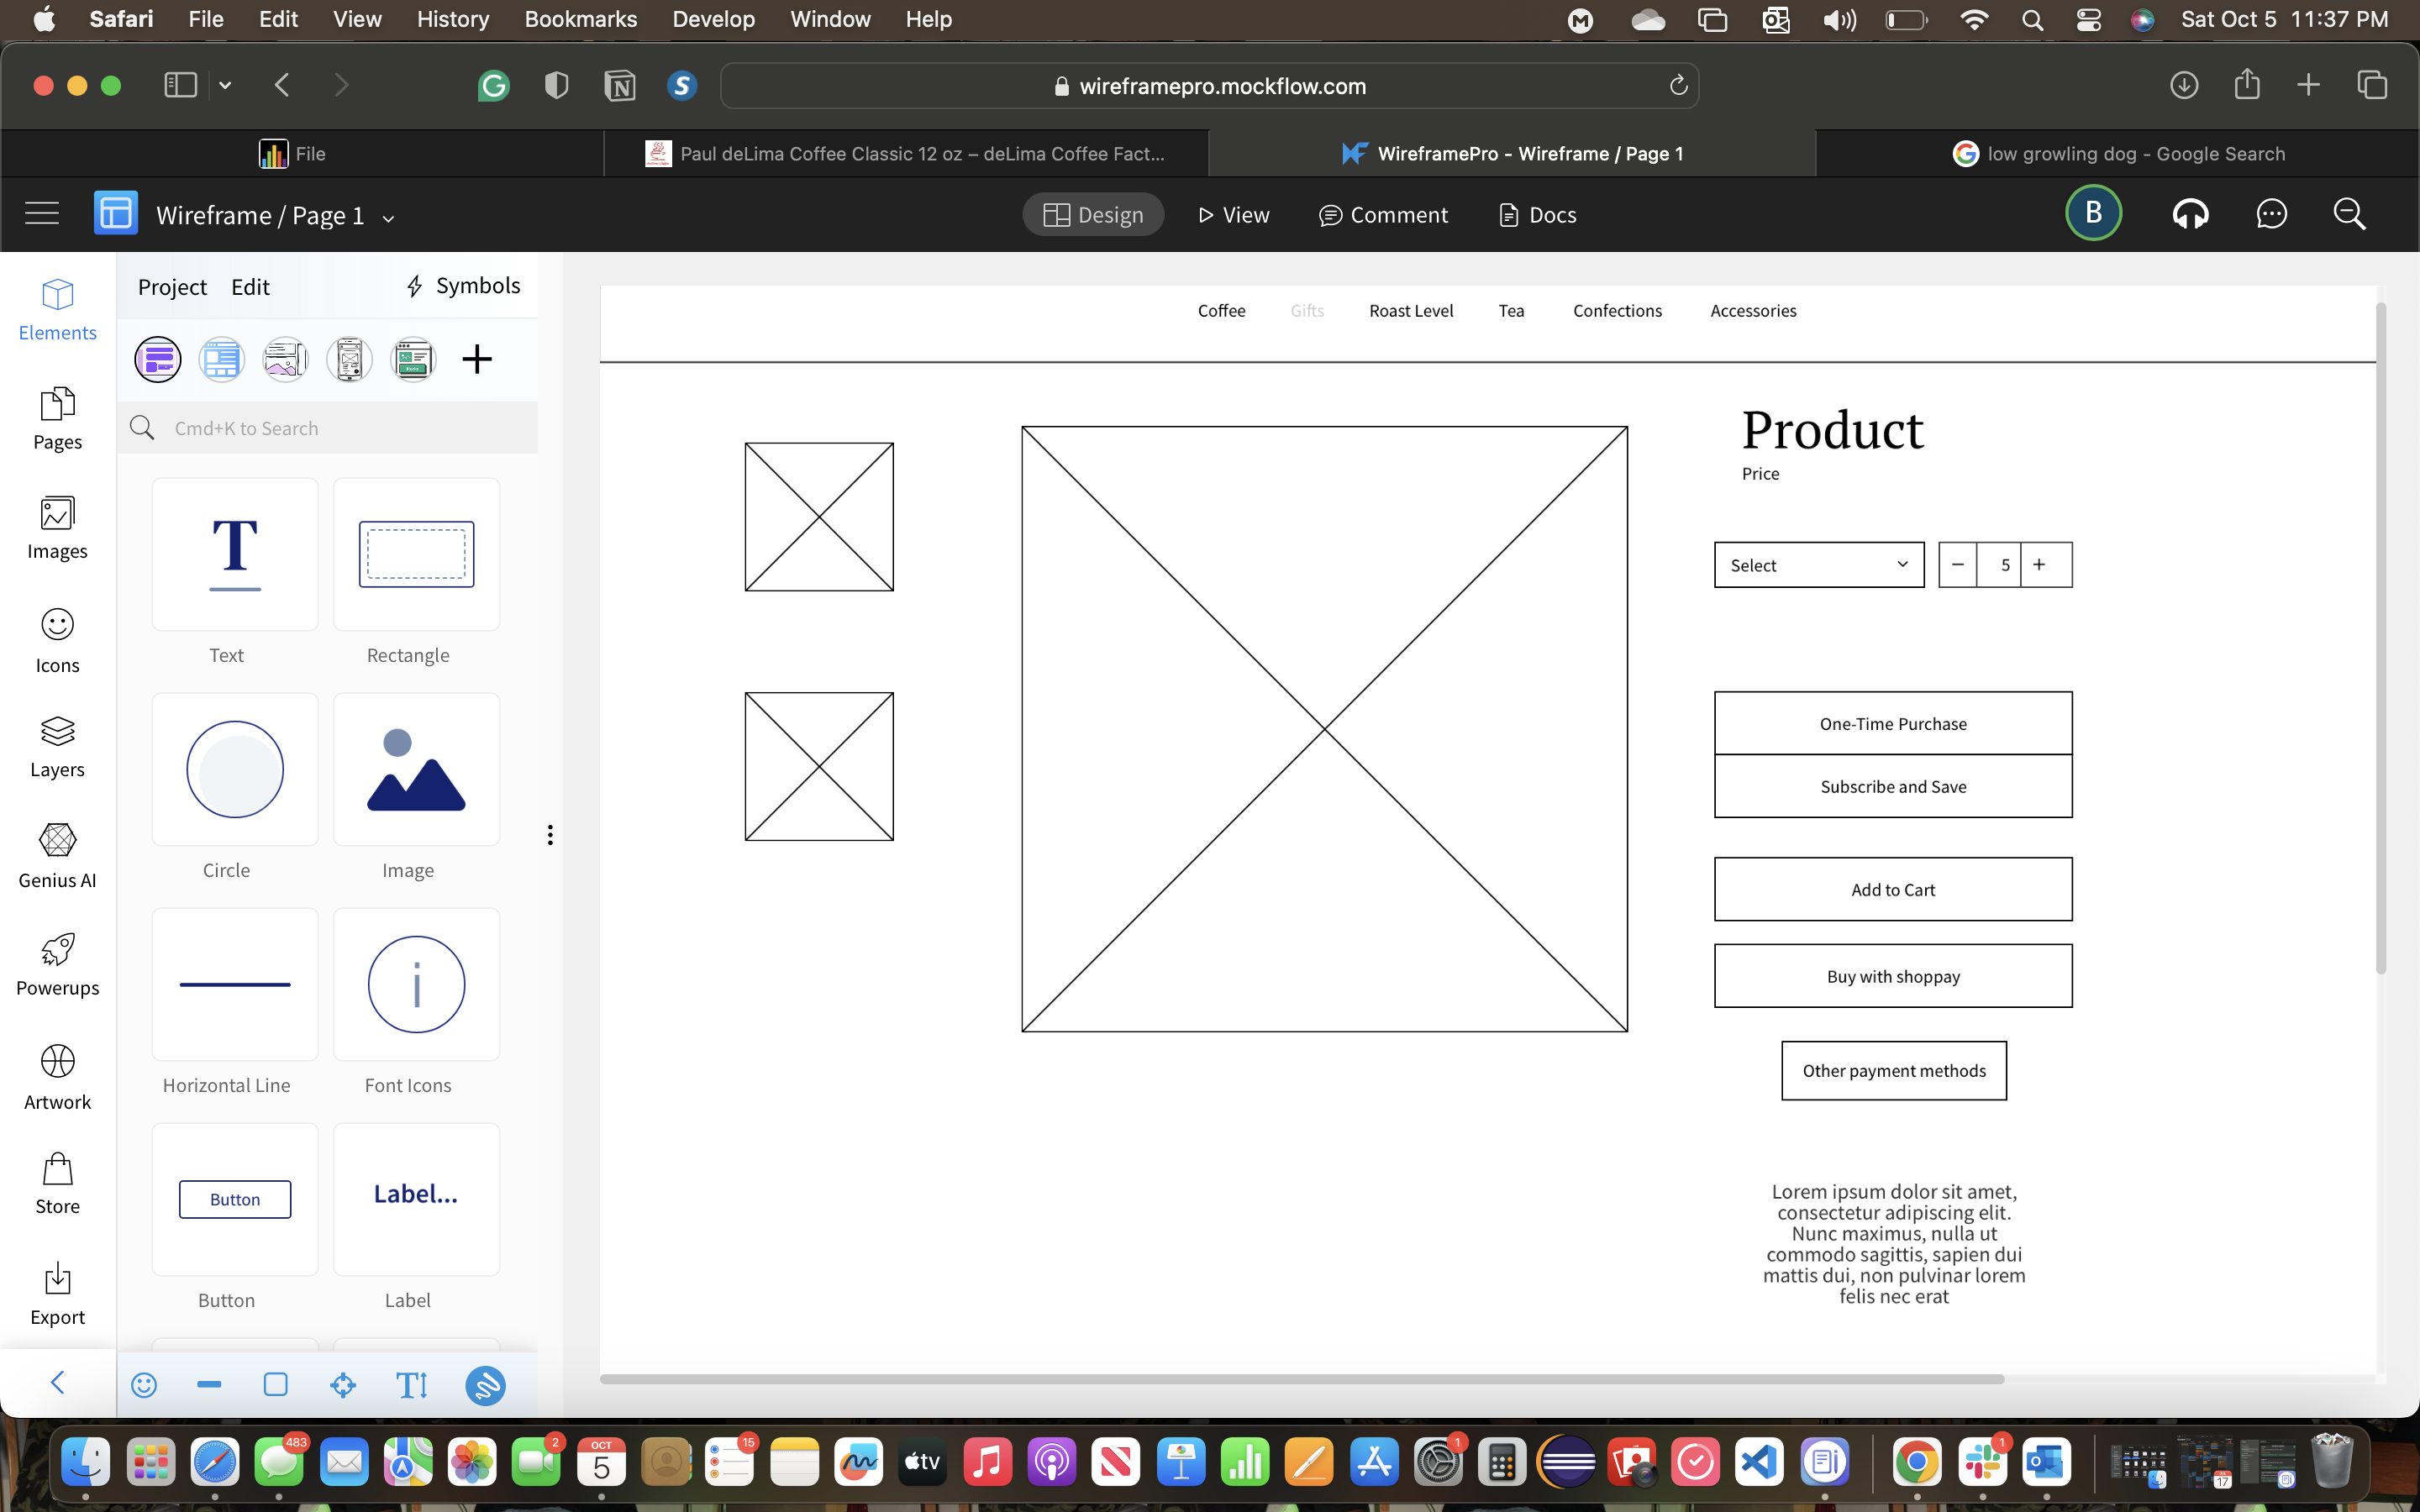 Safari File Edit View History Bookmarks Develop Window Help Sat Oct 5 11:37 PM
wireframepro.mockflow.com
File
Paul deLima Coffee Classic 12 oz – deLima Coffee Fact...
WireframePro - Wireframe / Page 1
low growling dog - Google Search
Wireframe / Page 1
Design View Comment Docs
B
Elements
Pages
Images
Icons
Layers
Genius AI
Powerups
Artwork
Store
Export
Project Edit Symbols
Cmd+K to Search
T
Text Rectangle
Circle Image
i
Horizontal Line Font Icons
Button Label...
Button Label
Coffee Gifts Roast Level Tea Confections Accessories
Product
Price
Select 5
One-Time Purchase
Subscribe and Save
Add to Cart
Buy with shoppay
Other payment methods
Lorem ipsum dolor sit amet,
consectetur adipiscing elit.
Nunc maximus, nulla ut
commodo sagittis, sapien dui
mattis dui, non pulvinar lorem
felis nec erat
483 2 OCT 5 15 tv 1 1 17